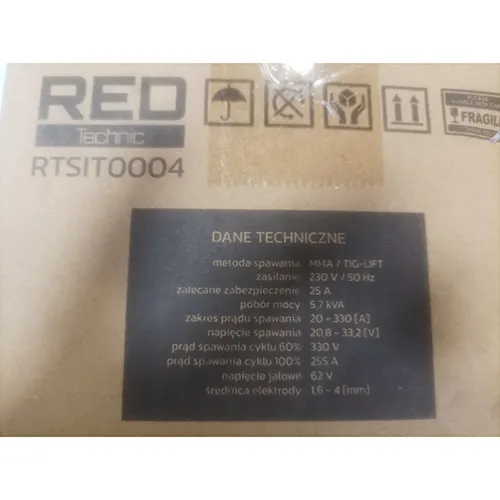 RED
Technic
RTSIT0004
FRAGILE
DANE TECHNICZNE
metoda spawania: MMA / TIG-LIFT
zasilanie: 230 V / 50 Hz
zalecane zabezpieczenie: 25 A
pobór mocy: 5,7 kVA
zakres prądu spawania: 20 - 330 [A]
napięcie spawania: 20,8 - 33,2 [V]
prąd spawania cyklu 60%: 330 V
prąd spawania cyklu 100%: 255 A
napięcie jałowe: 62 V
średnica elektrody: 1,6 - 4 [mm]